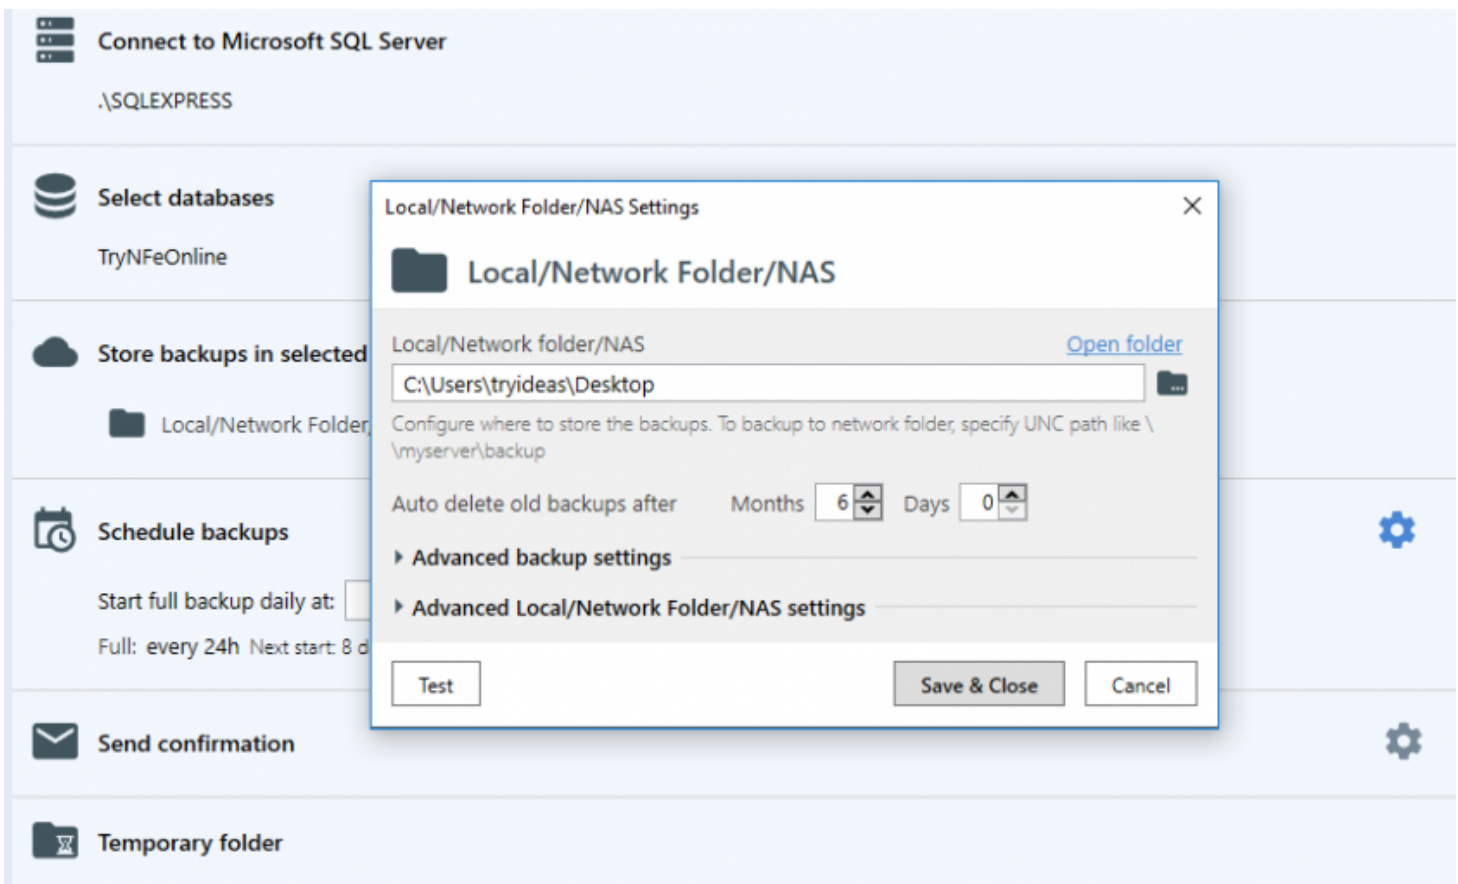 Connect to Microsoft SQL Server
.\SQLEXPRESS
Select databases
TryNFeOnline
Store backups in selected
Local/Network Folder/
Schedule backups
Start full backup daily at:
Full: every 24h Next start: 8 d
Send confirmation
Temporary folder
Local/Network Folder/NAS Settings
Local/Network Folder/NAS
Local/Network folder/NAS Open folder
C:\Users\tryideas\Desktop
Configure where to store the backups. To backup to network folder, specify UNC path like \
\myserver\backup
Auto delete old backups after Months 6 Days 0
Advanced backup settings
Advanced Local/Network Folder/NAS settings
Test Save & Close Cancel